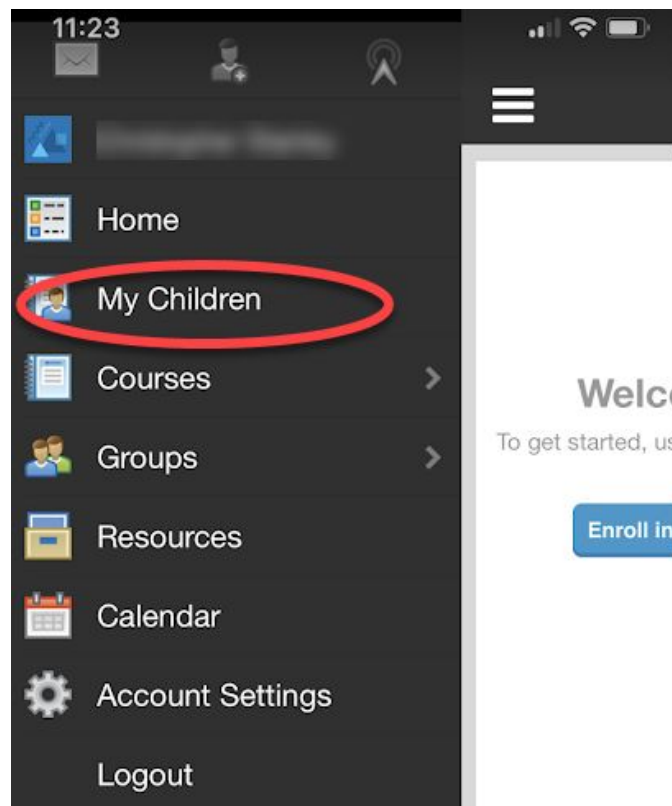 11:23
Home
My Children
Courses
Groups
Resources
Calendar
Account Settings
Logout
Welc
To get started, us
Enroll in